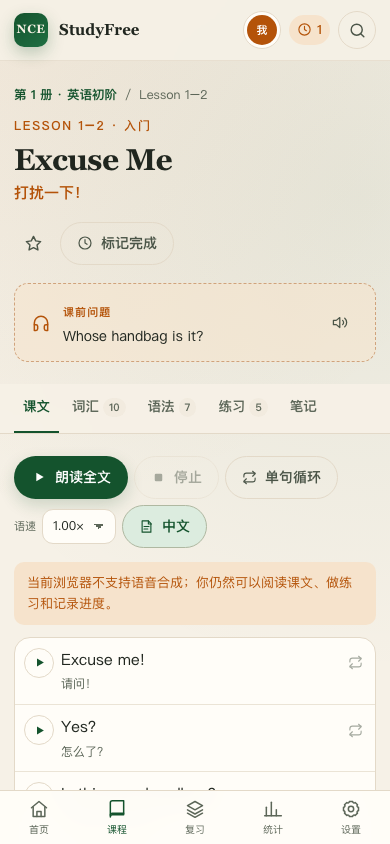 NCE StudyFree 我 1
第 1 册 · 英语初阶 / Lesson 1–2
LESSON 1–2 · 入门
Excuse Me
打扰一下!
标记完成
课前问题
Whose handbag is it?
课文 词汇 10 语法 7 练习 5 笔记
朗读全文 停止 单句循环
语速 1.00× 中文
当前浏览器不支持语音合成；你仍然可以阅读课文、做练
习和记录进度。
Excuse me!
请问!
Yes?
怎么了?
首页 课程 复习 统计 设置